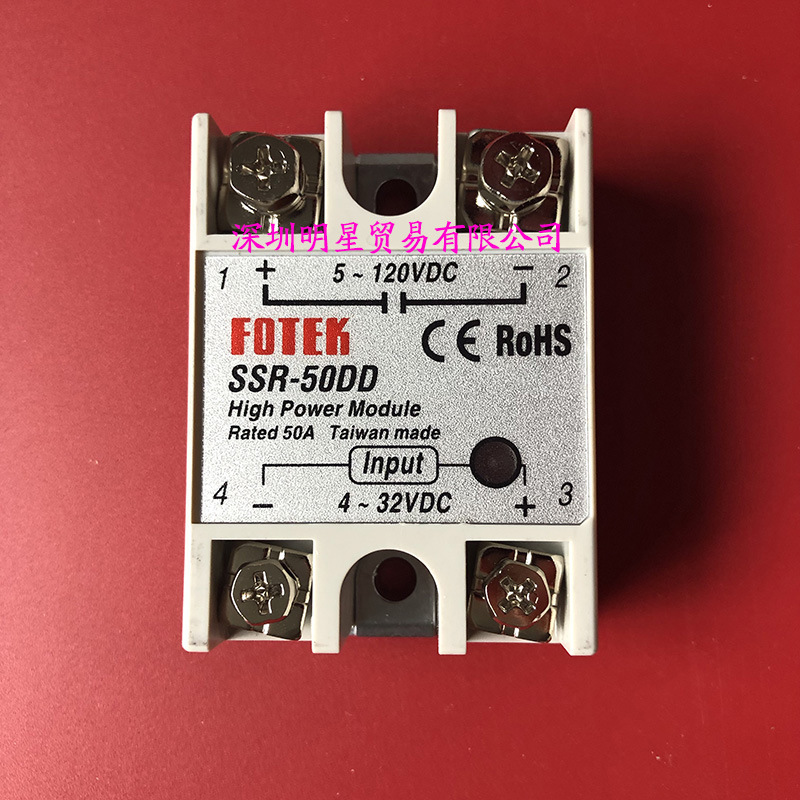 深圳明星贸易有限公司
1 + 5 ~ 120VDC − 2
FOTEK CE RoHS
SSR-50DD
High Power Module
Rated 50A Taiwan made
Input
4 − 4 ~ 32VDC + 3